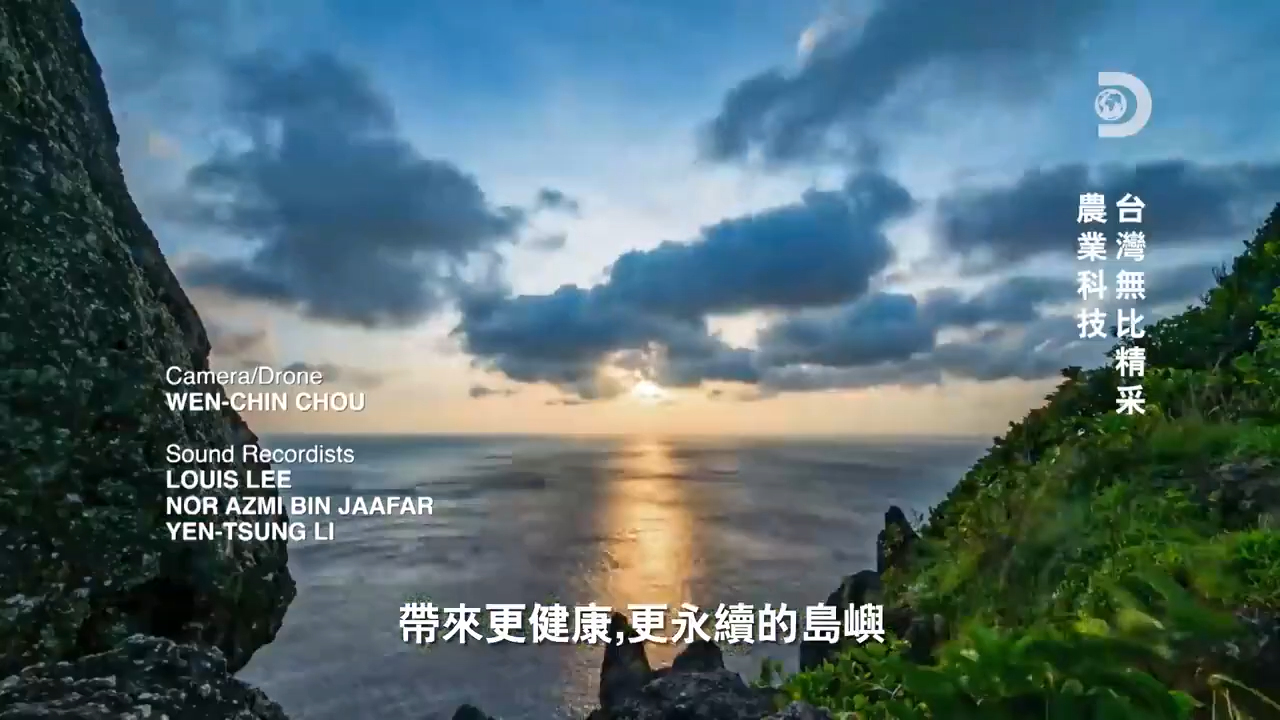 台灣無比精采
農業科技
Camera/Drone
WEN-CHIN CHOU
Sound Recordists
LOUIS LEE
NOR AZMI BIN JAAFAR
YEN-TSUNG LI
帶來更健康,更永續的島嶼